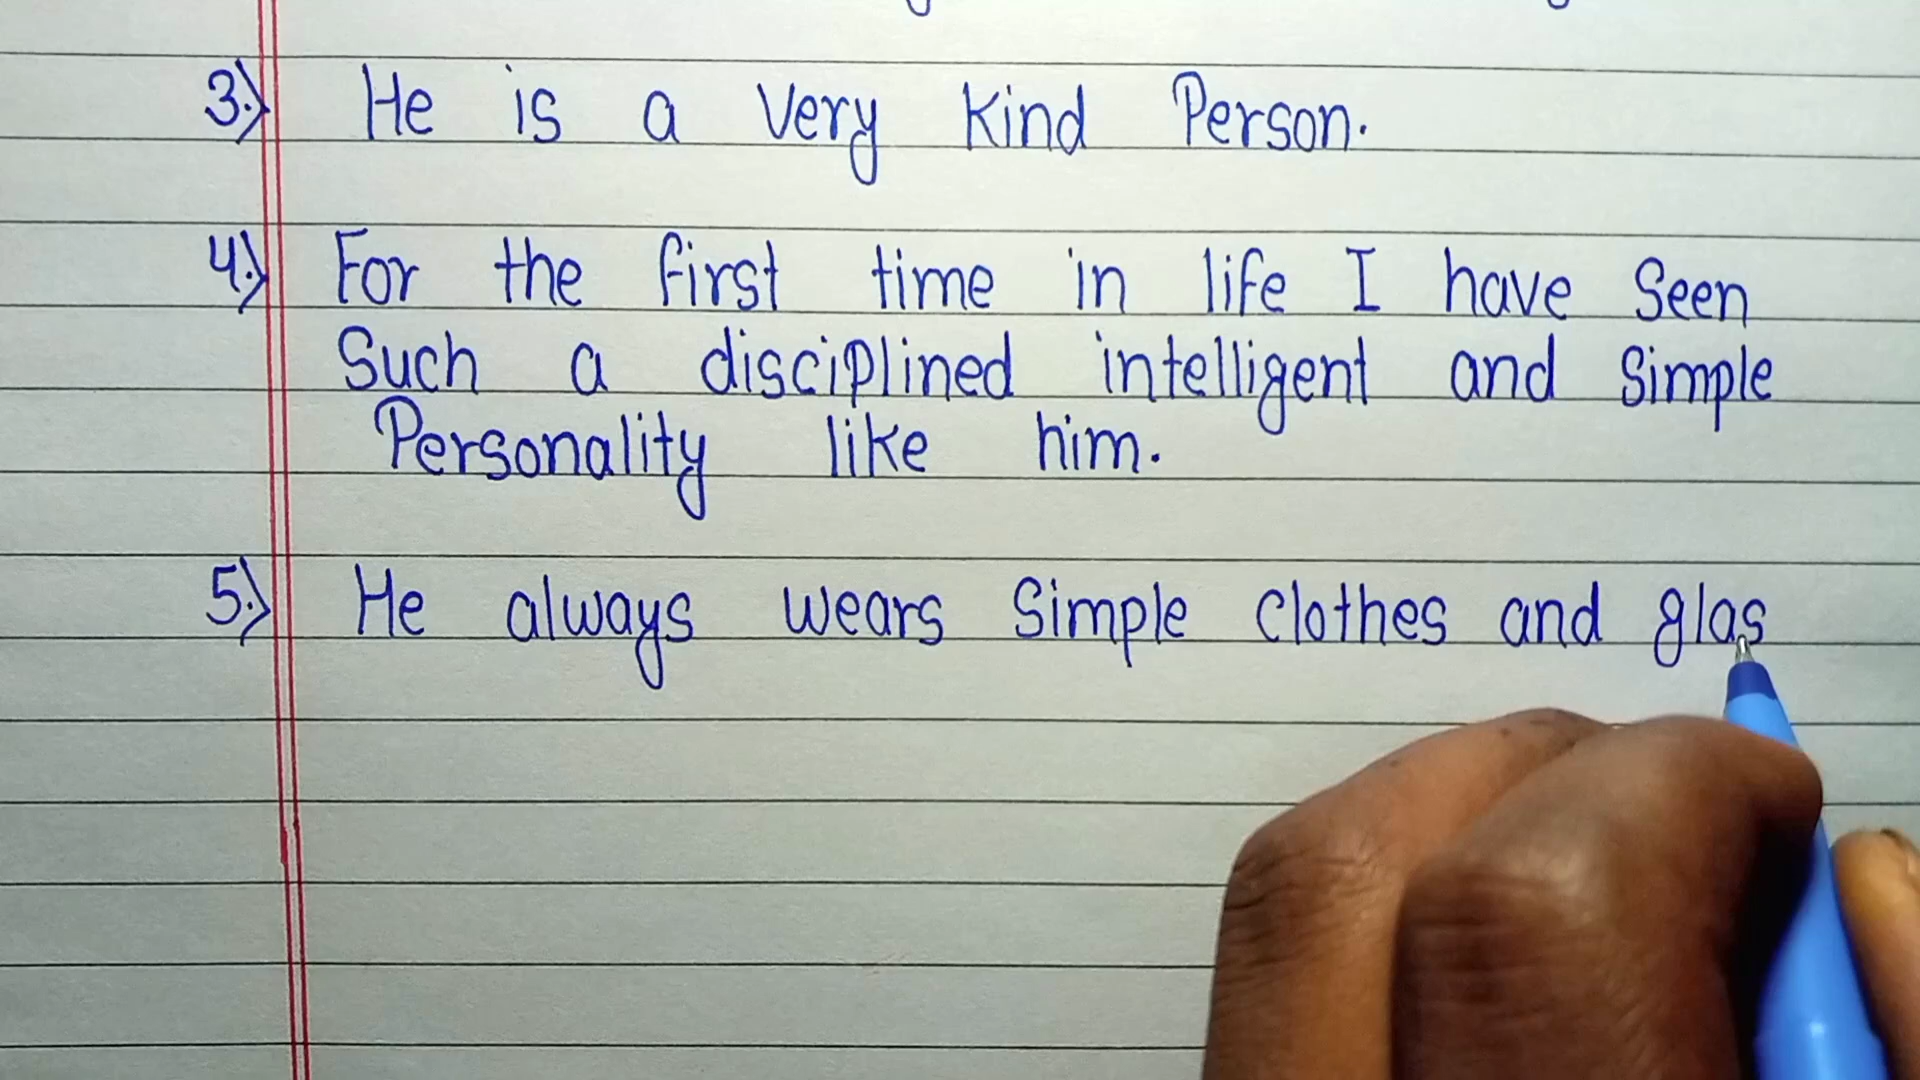 3.) He is a very kind Person.
4.) For the first time in life I have Seen
Such a disciplined intelligent and Simple
Personality like him.
5.) He always wears Simple clothes and glas